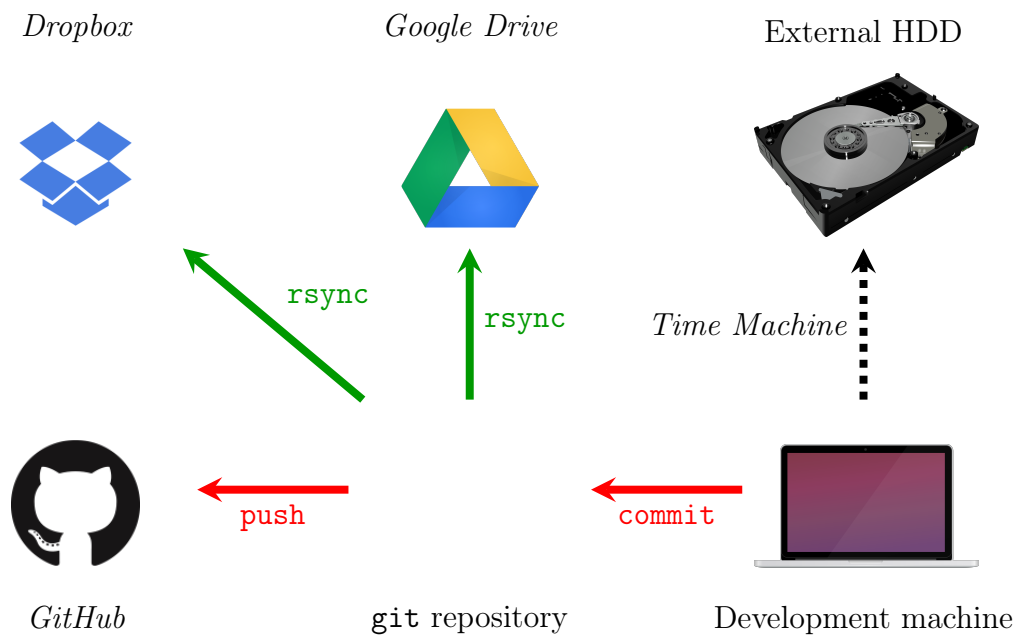 Dropbox
Google Drive
External HDD
rsync
rsync
Time Machine
push
commit
GitHub
git repository
Development machine